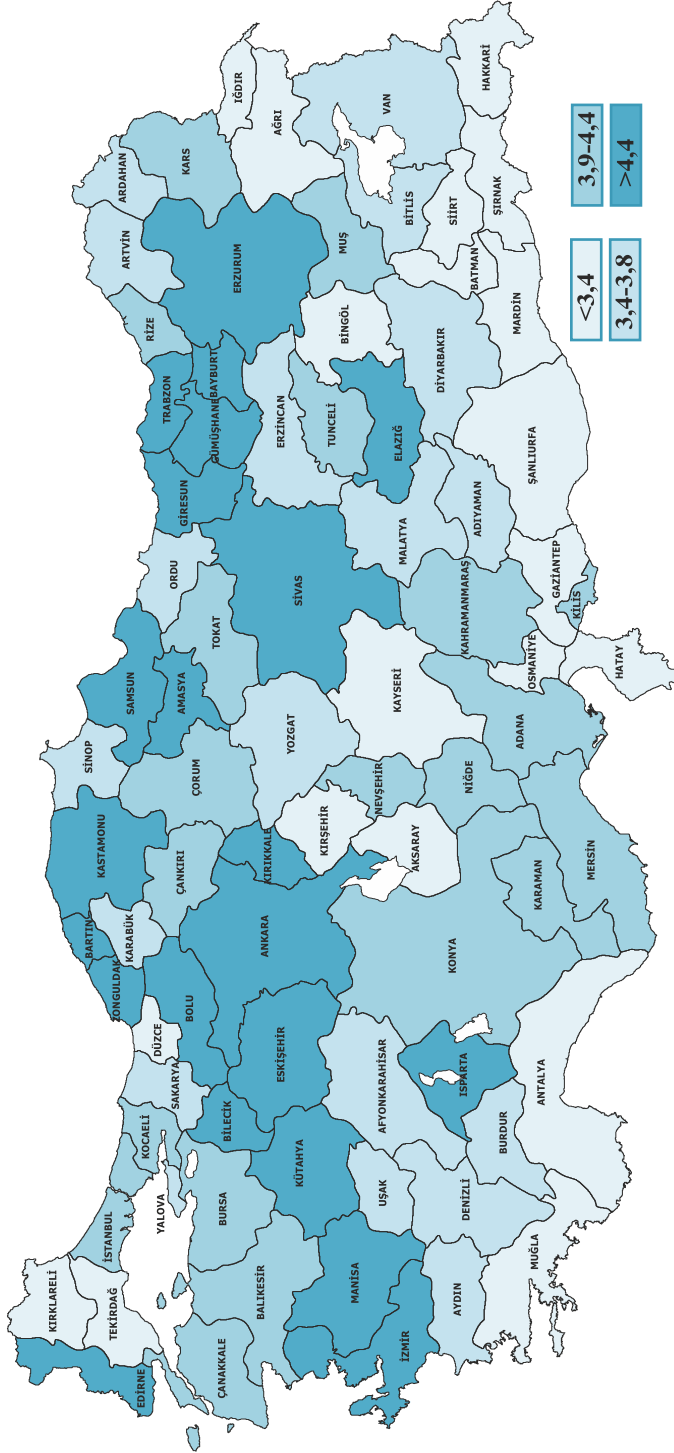 KIRKLARELİ
EDİRNE
TEKİRDAĞ
İSTANBUL
YALOVA
KOCAELİ
SAKARYA
DÜZCE
ZONGULDAK
BARTIN
KARABÜK
KASTAMONU
SİNOP
SAMSUN
ORDU
GİRESUN
TRABZON
RİZE
ARTVİN
ARDAHAN
KARS
IĞDIR
ÇANAKKALE
BALIKESİR
BURSA
BİLECİK
BOLU
ÇANKIRI
ÇORUM
AMASYA
TOKAT
GÜMÜŞHANE
BAYBURT
ERZURUM
AĞRI
KÜTAHYA
ESKİŞEHİR
ANKARA
KIRIKKALE
YOZGAT
SİVAS
ERZİNCAN
TUNCELİ
BİNGÖL
MUŞ
VAN
MANİSA
İZMİR
UŞAK
AFYONKARAHİSAR
KIRŞEHİR
NEVŞEHİR
KAYSERİ
MALATYA
ELAZIĞ
DİYARBAKIR
BİTLİS
AYDIN
DENİZLİ
BURDUR
ISPARTA
KONYA
AKSARAY
NİĞDE
KAHRAMANMARAŞ
ADIYAMAN
BATMAN
SİİRT
ŞIRNAK
HAKKARİ
MUĞLA
ANTALYA
KARAMAN
MERSİN
ADANA
OSMANİYE
HATAY
GAZİANTEP
KİLİS
ŞANLIURFA
MARDİN
<3,4
3,9-4,4
3,4-3,8
>4,4